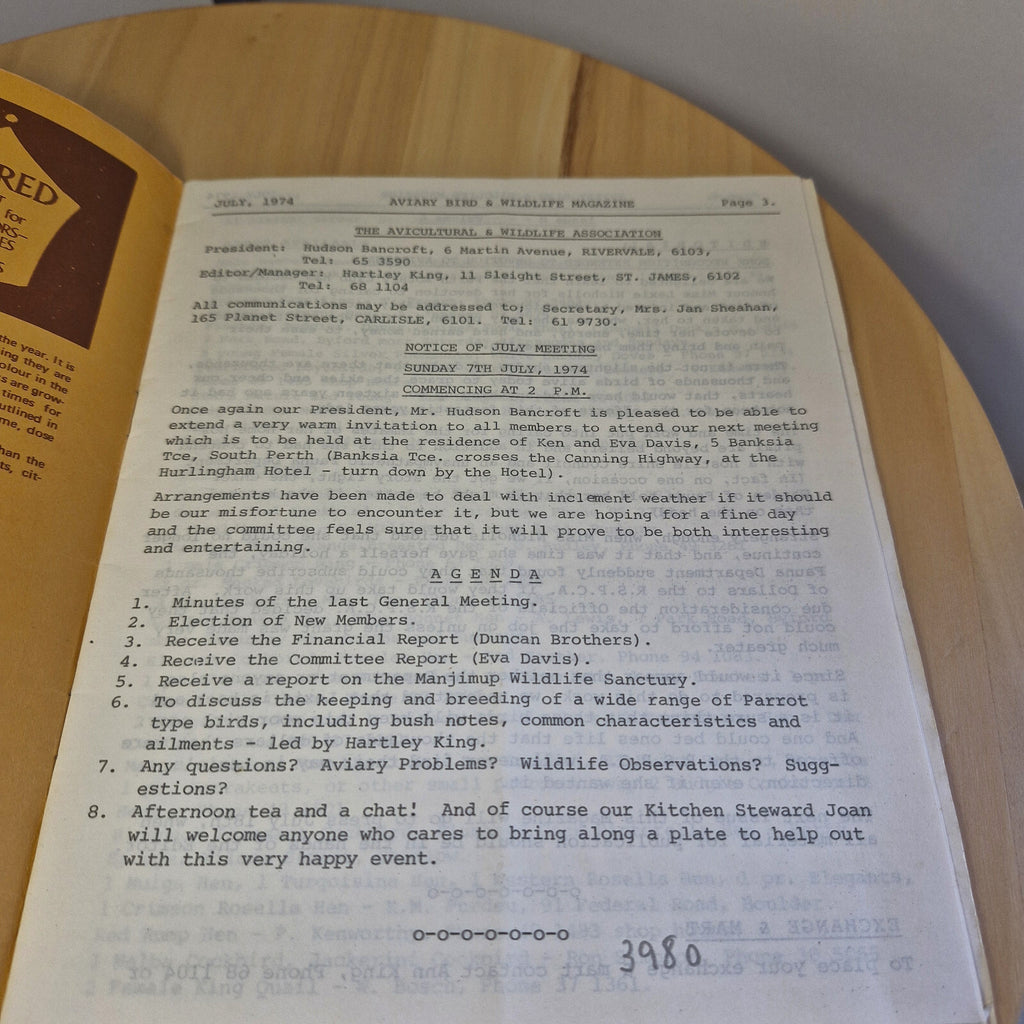 RED
T for
ORS-
ES
S
the year. It is
ing they are
olour in the
s are grow-
times for
utlined in
me, dose
han the
ts, cit-
JULY, 1974 AVIARY BIRD & WILDLIFE MAGAZINE Page 3.
THE AVICULTURAL & WILDLIFE ASSOCIATION
President: Hudson Bancroft, 6 Martin Avenue, RIVERVALE, 6103,
Tel: 65 3590
Editor/Manager: Hartley King, 11 Sleight Street, ST. JAMES, 6102
Tel: 68 1104
All communications may be addressed to; Secretary, Mrs. Jan Sheahan,
165 Planet Street, CARLISLE, 6101. Tel: 61 9730.
NOTICE OF JULY MEETING
SUNDAY 7TH JULY, 1974
COMMENCING AT 2 P.M.
Once again our President, Mr. Hudson Bancroft is pleased to be able to
extend a very warm invitation to all members to attend our next meeting
which is to be held at the residence of Ken and Eva Davis, 5 Banksia
Tce, South Perth (Banksia Tce. crosses the Canning Highway, at the
Hurlingham Hotel - turn down by the Hotel).
Arrangements have been made to deal with inclement weather if it should
be our misfortune to encounter it, but we are hoping for a fine day
and the committee feels sure that it will prove to be both interesting
and entertaining.
A G E N D A
1. Minutes of the last General Meeting.
2. Election of New Members.
3. Receive the Financial Report (Duncan Brothers).
4. Receive the Committee Report (Eva Davis).
5. Receive a report on the Manjimup Wildlife Sanctury.
6. To discuss the keeping and breeding of a wide range of Parrot
type birds, including bush notes, common characteristics and
ailments - led by Hartley King.
7. Any questions? Aviary Problems? Wildlife Observations? Sugg-
estions?
8. Afternoon tea and a chat! And of course our Kitchen Steward Joan
will welcome anyone who cares to bring along a plate to help out
with this very happy event.
o-o-o-o-o-o-o
3980